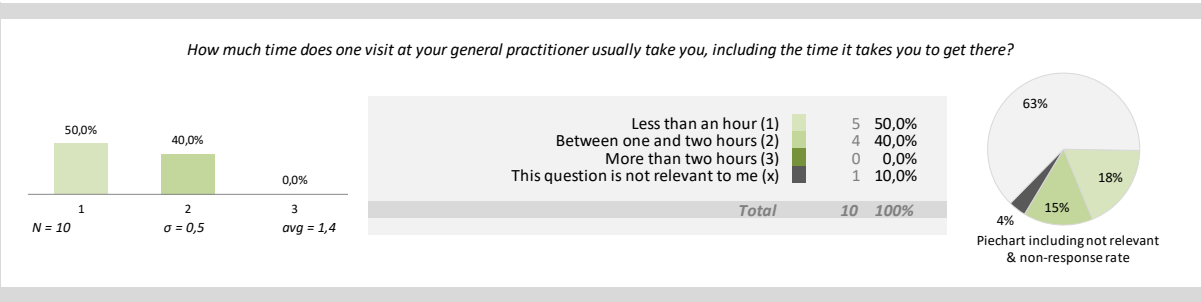 How much time does one visit at your general practitioner usually take you, including the time it takes you to get there?
50,0%
40,0%
0,0%
1 2 3
N = 10 σ = 0,5 avg = 1,4
Less than an hour (1) 5 50,0%
Between one and two hours (2) 4 40,0%
More than two hours (3) 0 0,0%
This question is not relevant to me (x) 1 10,0%
Total 10 100%
63%
18%
15%
4%
Piechart including not relevant
& non-response rate